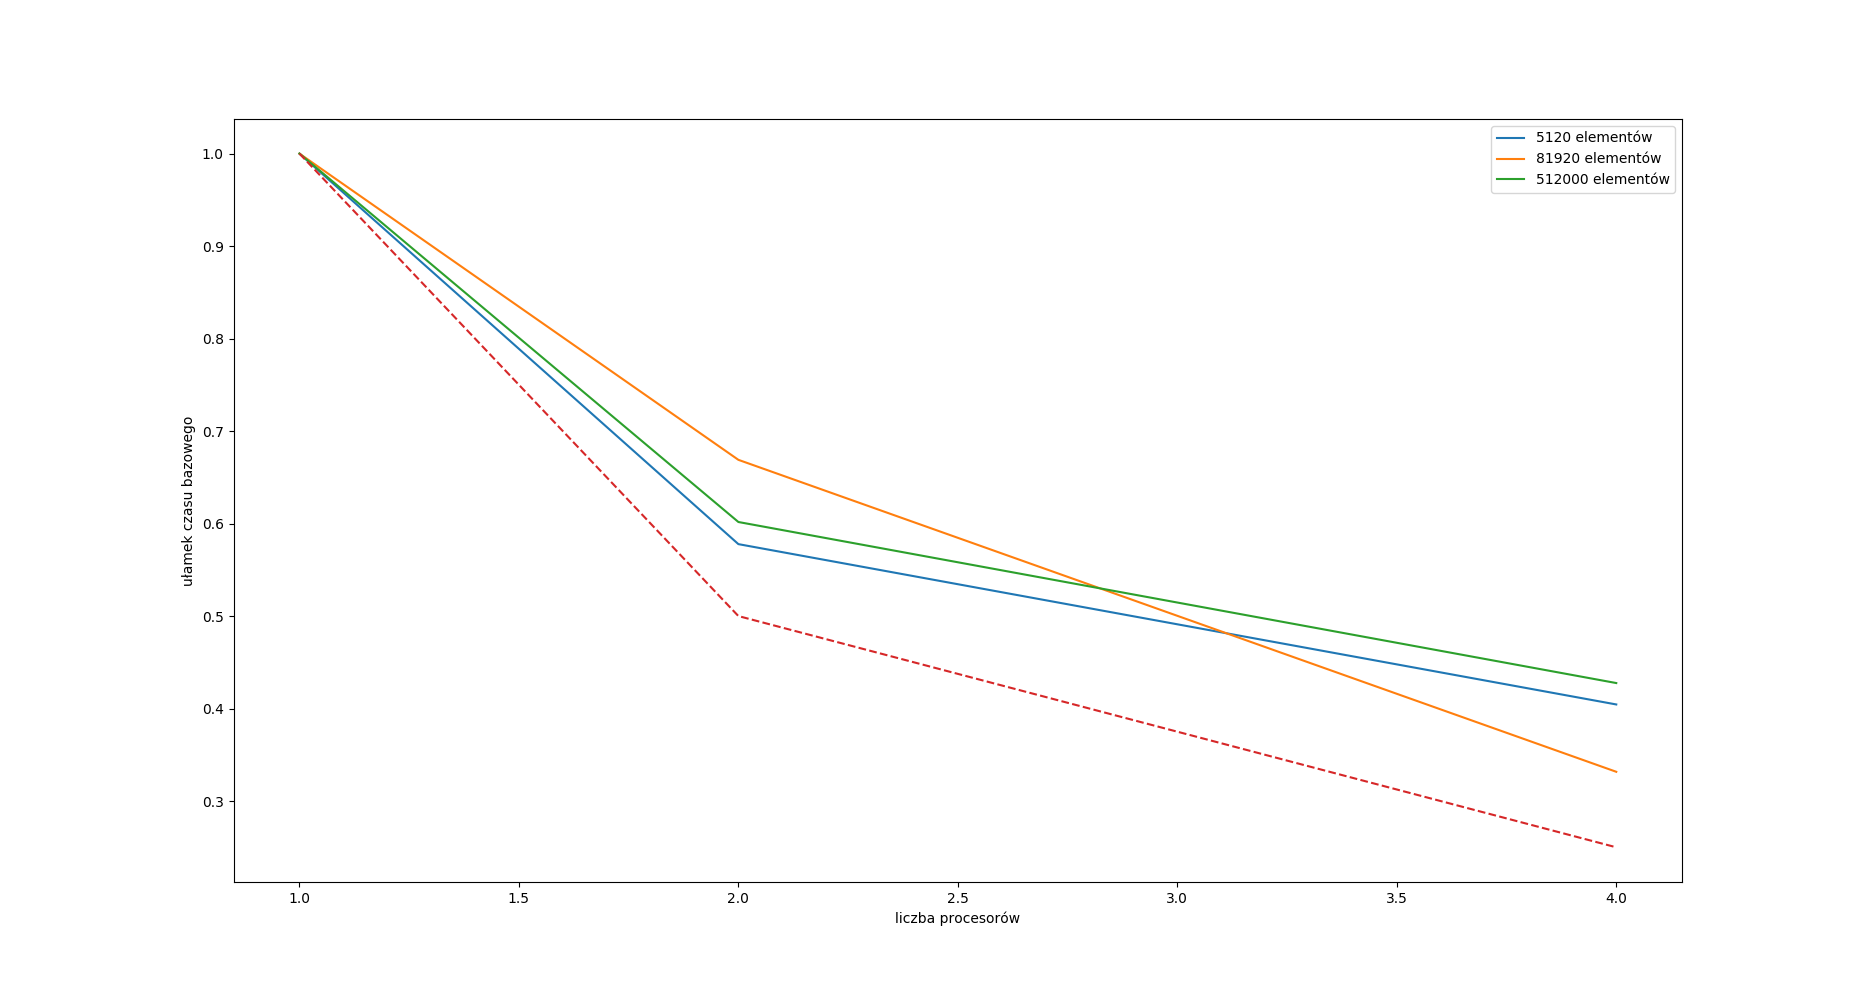 5120 elementów
81920 elementów
512000 elementów
1.0
0.9
0.8
0.7
0.6
0.5
0.4
0.3
ułamek czasu bazowego
1.0 1.5 2.0 2.5 3.0 3.5 4.0
liczba procesorów